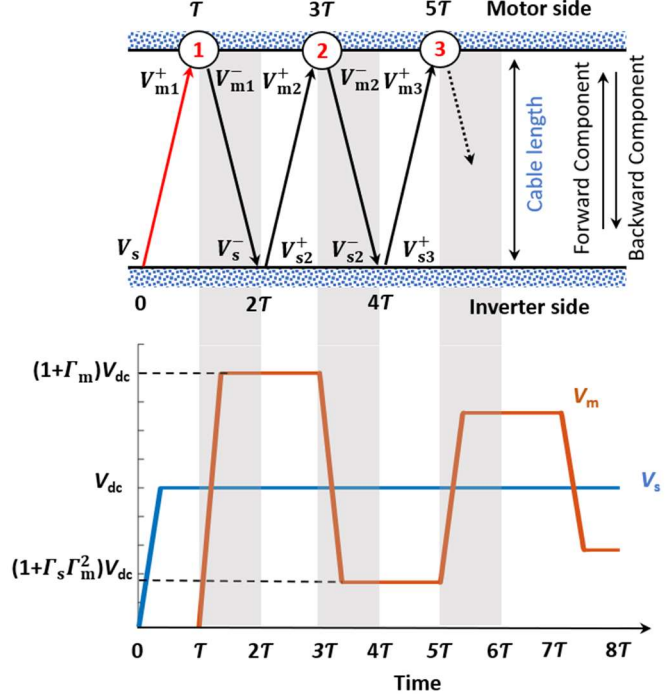 T 3T 5T Motor side
1 2 3
V⁺m1 V⁻m1 V⁺m2 V⁻m2 V⁺m3
Cable length
Forward Component
Backward Component
Vs V⁻s V⁺s2 V⁻s2 V⁺s3
0 2T 4T Inverter side
(1+Γm)Vdc
Vm
Vdc
Vs
(1+ΓsΓ²m)Vdc
0 T 2T 3T 4T 5T 6T 7T 8T
Time